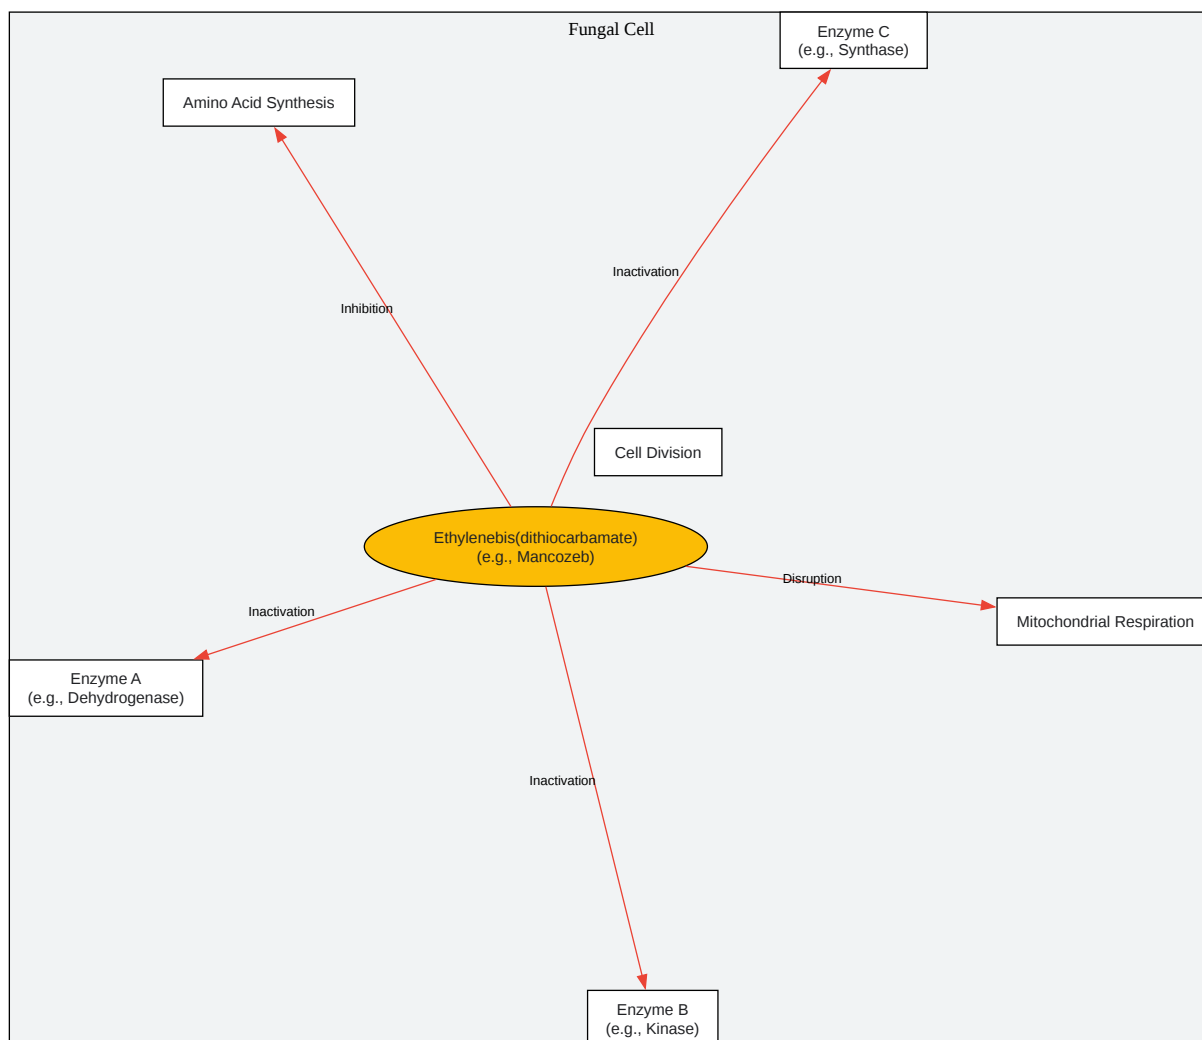 Fungal Cell
Enzyme C
(e.g., Synthase)
Amino Acid Synthesis
Inactivation
Inhibition
Cell Division
Ethylenebis(dithiocarbamate)
(e.g., Mancozeb)
Disruption
Inactivation
Mitochondrial Respiration
Enzyme A
(e.g., Dehydrogenase)
Inactivation
Enzyme B
(e.g., Kinase)